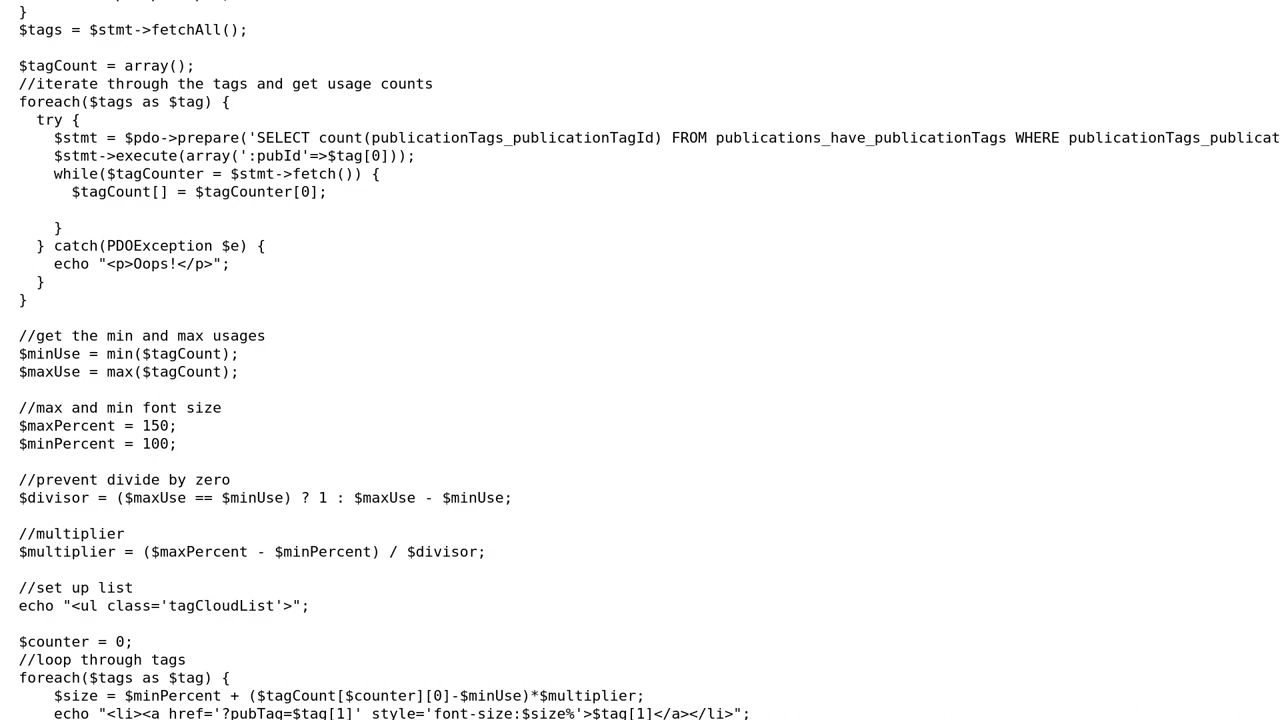 }
$tags = $stmt->fetchAll();
$tagCount = array();
//iterate through the tags and get usage counts
foreach($tags as $tag) {
try {
$stmt = $pdo->prepare('SELECT count(publicationTags_publicationTagId) FROM publications_have_publicationTags WHERE publicationTags_publicat
$stmt->execute(array(':pubId'=>$tag[0]));
while($tagCounter = $stmt->fetch()) {
$tagCount[] = $tagCounter[0];
}
} catch(PDOException $e) {
echo "<p>Oops!</p>";
}
}
//get the min and max usages
$minUse = min($tagCount);
$maxUse = max($tagCount);
//max and min font size
$maxPercent = 150;
$minPercent = 100;
//prevent divide by zero
$divisor = ($maxUse == $minUse) ? 1 : $maxUse - $minUse;
//multiplier
$multiplier = ($maxPercent - $minPercent) / $divisor;
//set up list
echo "<ul class='tagCloudList'>";
$counter = 0;
//loop through tags
foreach($tags as $tag) {
$size = $minPercent + ($tagCount[$counter][0]-$minUse)*$multiplier;
echo "<li><a href='?pubTag=$tag[1]' style='font-size:$size%'>$tag[1]</a></li>";